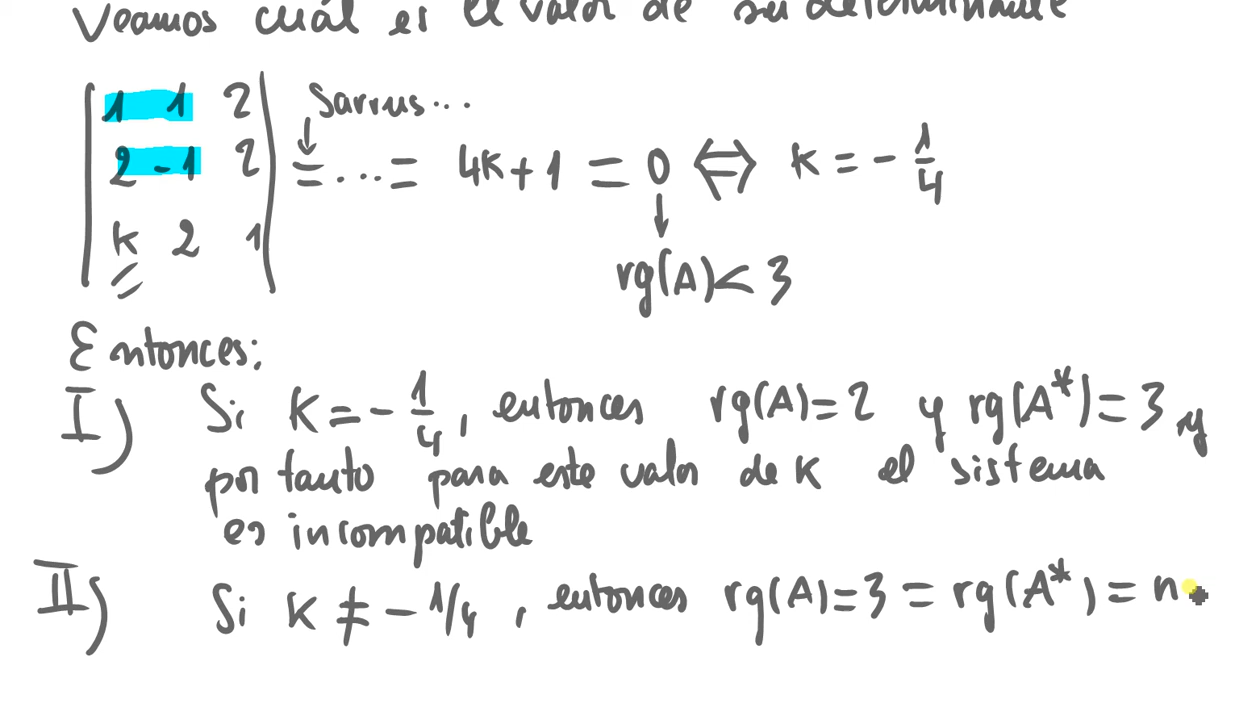 Veamos cuál es el valor de su determinante
| 1 1 2 |
| 2 -1 2 |
| k 2 1 |
Sarrus...
= ... = 4k+1 = 0 ⇔ k = - 1/4
↓
rg(A) < 3
Entonces:
I) Si k = - 1/4, entonces rg(A)=2 y rg(A*)=3 y
por tanto para este valor de k el sistema
es incompatible
II) Si k ≠ - 1/4, entonces rg(A)=3 = rg(A*) = n